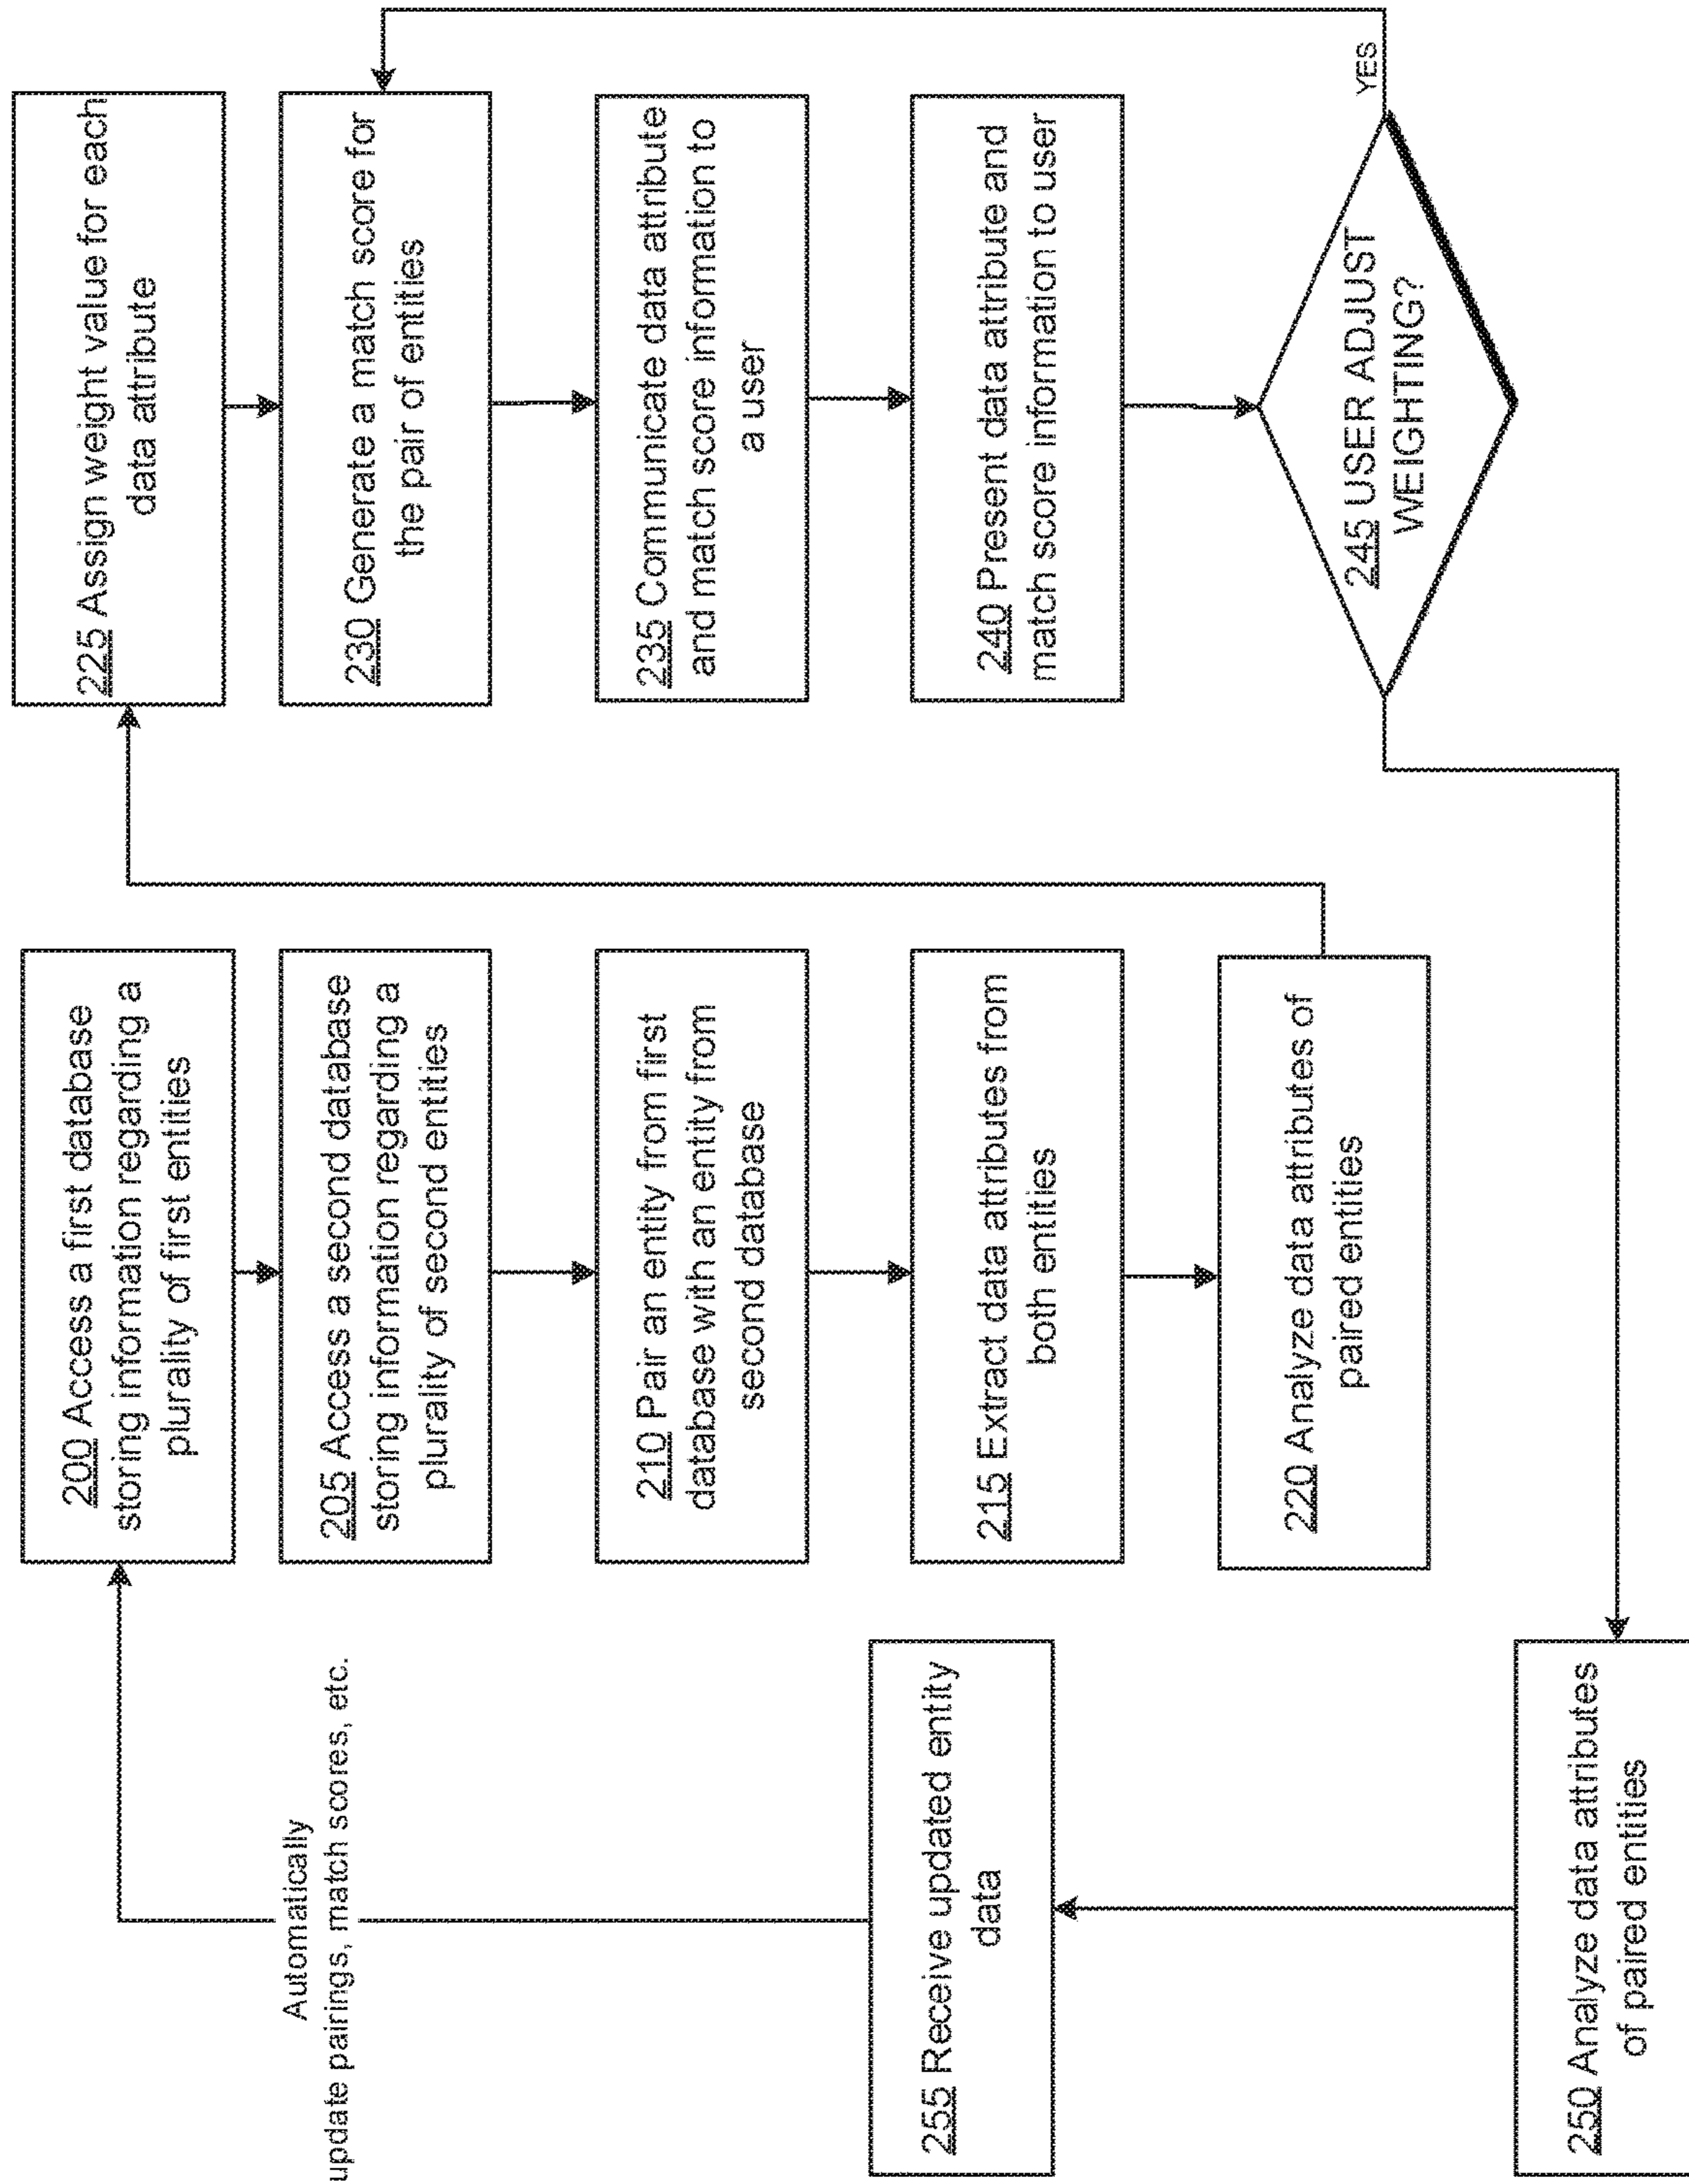 200 Access a first database
storing information regarding a
plurality of first entities
205 Access a second database
storing information regarding a
plurality of second entities
210 Pair an entity from first
database with an entity from
second database
215 Extract data attributes from
both entities
220 Analyze data attributes of
paired entities
225 Assign weight value for each
data attribute
230 Generate a match score for
the pair of entities
235 Communicate data attribute
and match score information to
a user
240 Present data attribute and
match score information to user
245 USER ADJUST
WEIGHTING?
YES
250 Analyze data attributes
of paired entities
255 Receive updated entity
data
Automatically
update pairings, match scores, etc.